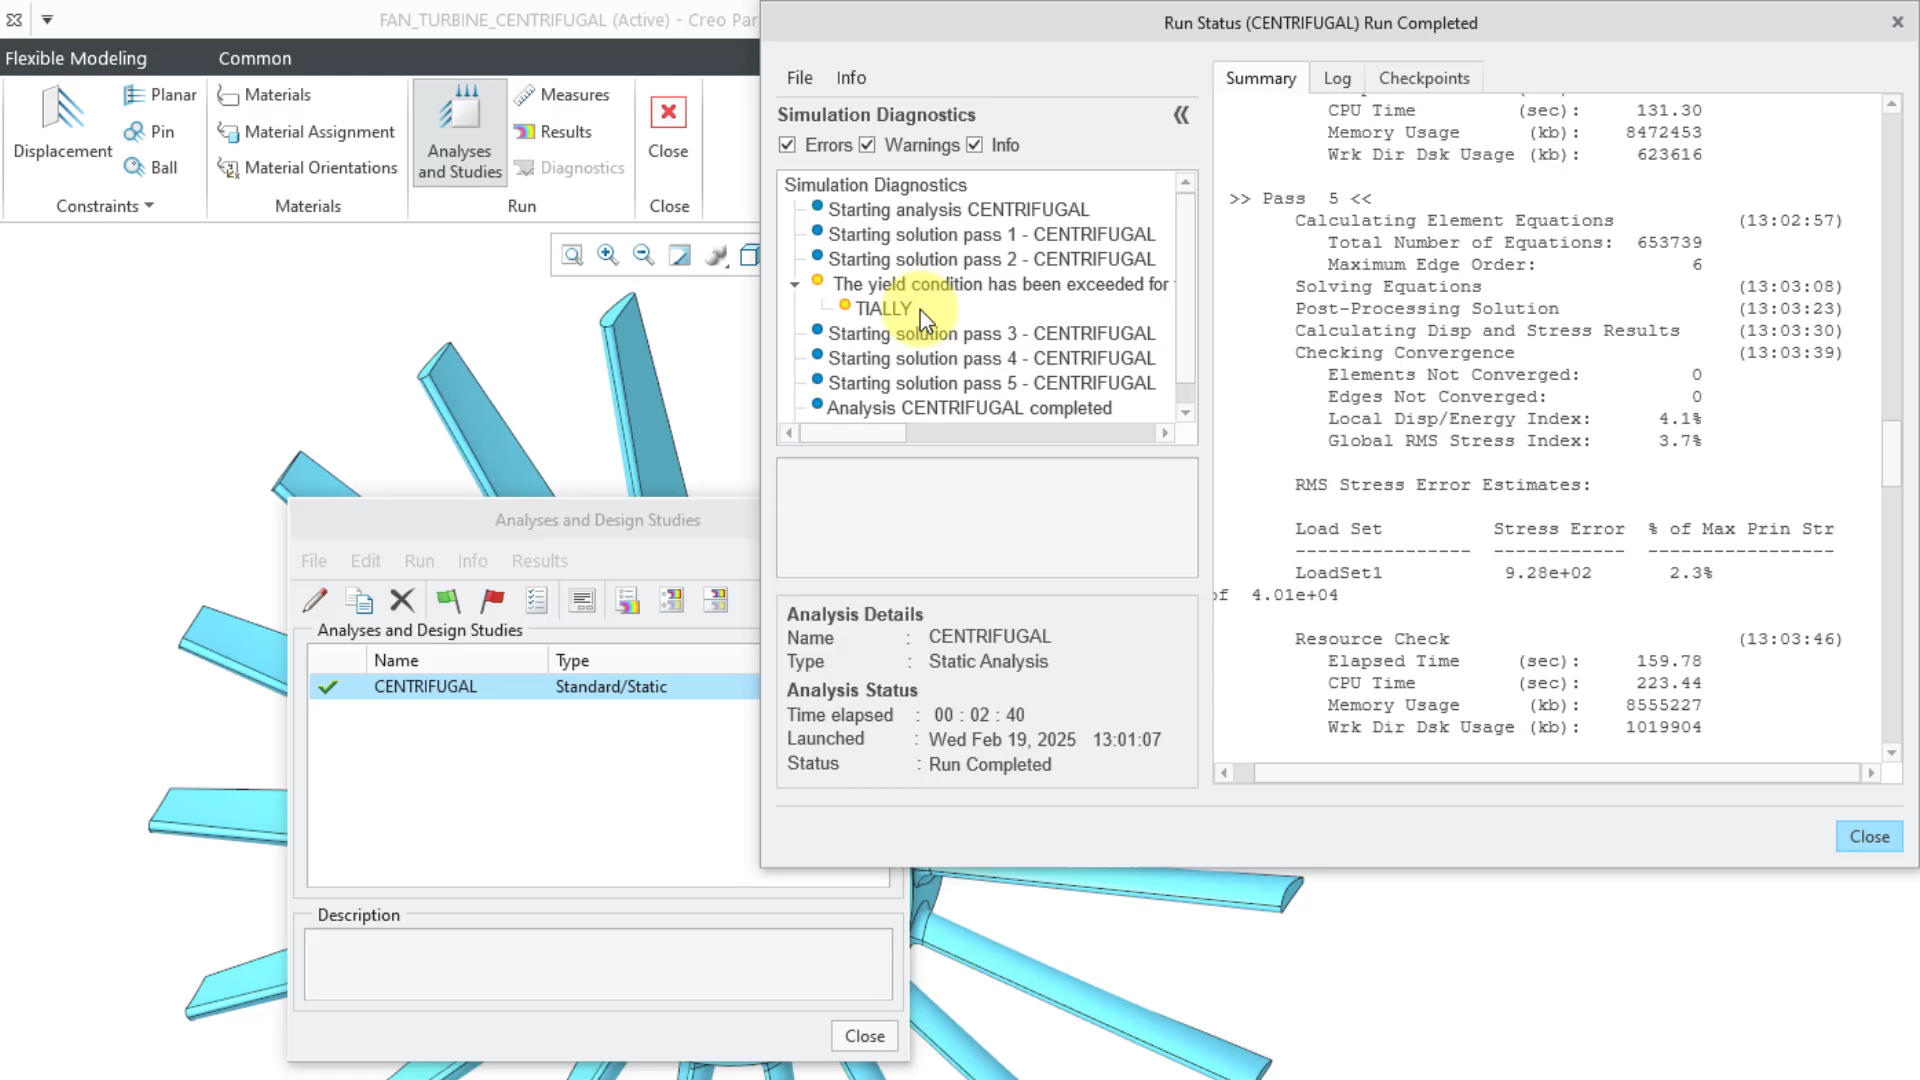 FAN_TURBINE_CENTRIFUGAL (Active) - Creo Par
Flexible Modeling
Common
Displacement
Planar
Pin
Ball
Constraints
Materials
Material Assignment
Material Orientations
Materials
Analyses
and Studies
Measures
Results
Diagnostics
Run
Close
Close
Run Status (CENTRIFUGAL) Run Completed
File Info
Simulation Diagnostics
Errors Warnings Info
Simulation Diagnostics
Starting analysis CENTRIFUGAL
Starting solution pass 1 - CENTRIFUGAL
Starting solution pass 2 - CENTRIFUGAL
The yield condition has been exceeded for
TIALLY
Starting solution pass 3 - CENTRIFUGAL
Starting solution pass 4 - CENTRIFUGAL
Starting solution pass 5 - CENTRIFUGAL
Analysis CENTRIFUGAL completed
Analysis Details
Name : CENTRIFUGAL
Type : Static Analysis
Analysis Status
Time elapsed : 00 : 02 : 40
Launched : Wed Feb 19, 2025 13:01:07
Status : Run Completed
Summary Log Checkpoints
CPU Time (sec): 131.30
Memory Usage (kb): 8472453
Wrk Dir Dsk Usage (kb): 623616
>> Pass 5 <<
Calculating Element Equations (13:02:57)
Total Number of Equations: 653739
Maximum Edge Order: 6
Solving Equations (13:03:08)
Post-Processing Solution (13:03:23)
Calculating Disp and Stress Results (13:03:30)
Checking Convergence (13:03:39)
Elements Not Converged: 0
Edges Not Converged: 0
Local Disp/Energy Index: 4.1%
Global RMS Stress Index: 3.7%
RMS Stress Error Estimates:
Load Set Stress Error % of Max Prin Str
---------------- ------------- -----------------
LoadSet1 9.28e+02 2.3%
of 4.01e+04
Resource Check (13:03:46)
Elapsed Time (sec): 159.78
CPU Time (sec): 223.44
Memory Usage (kb): 8555227
Wrk Dir Dsk Usage (kb): 1019904
Close
Analyses and Design Studies
File Edit Run Info Results
Analyses and Design Studies
Name Type
CENTRIFUGAL Standard/Static
Description
Close